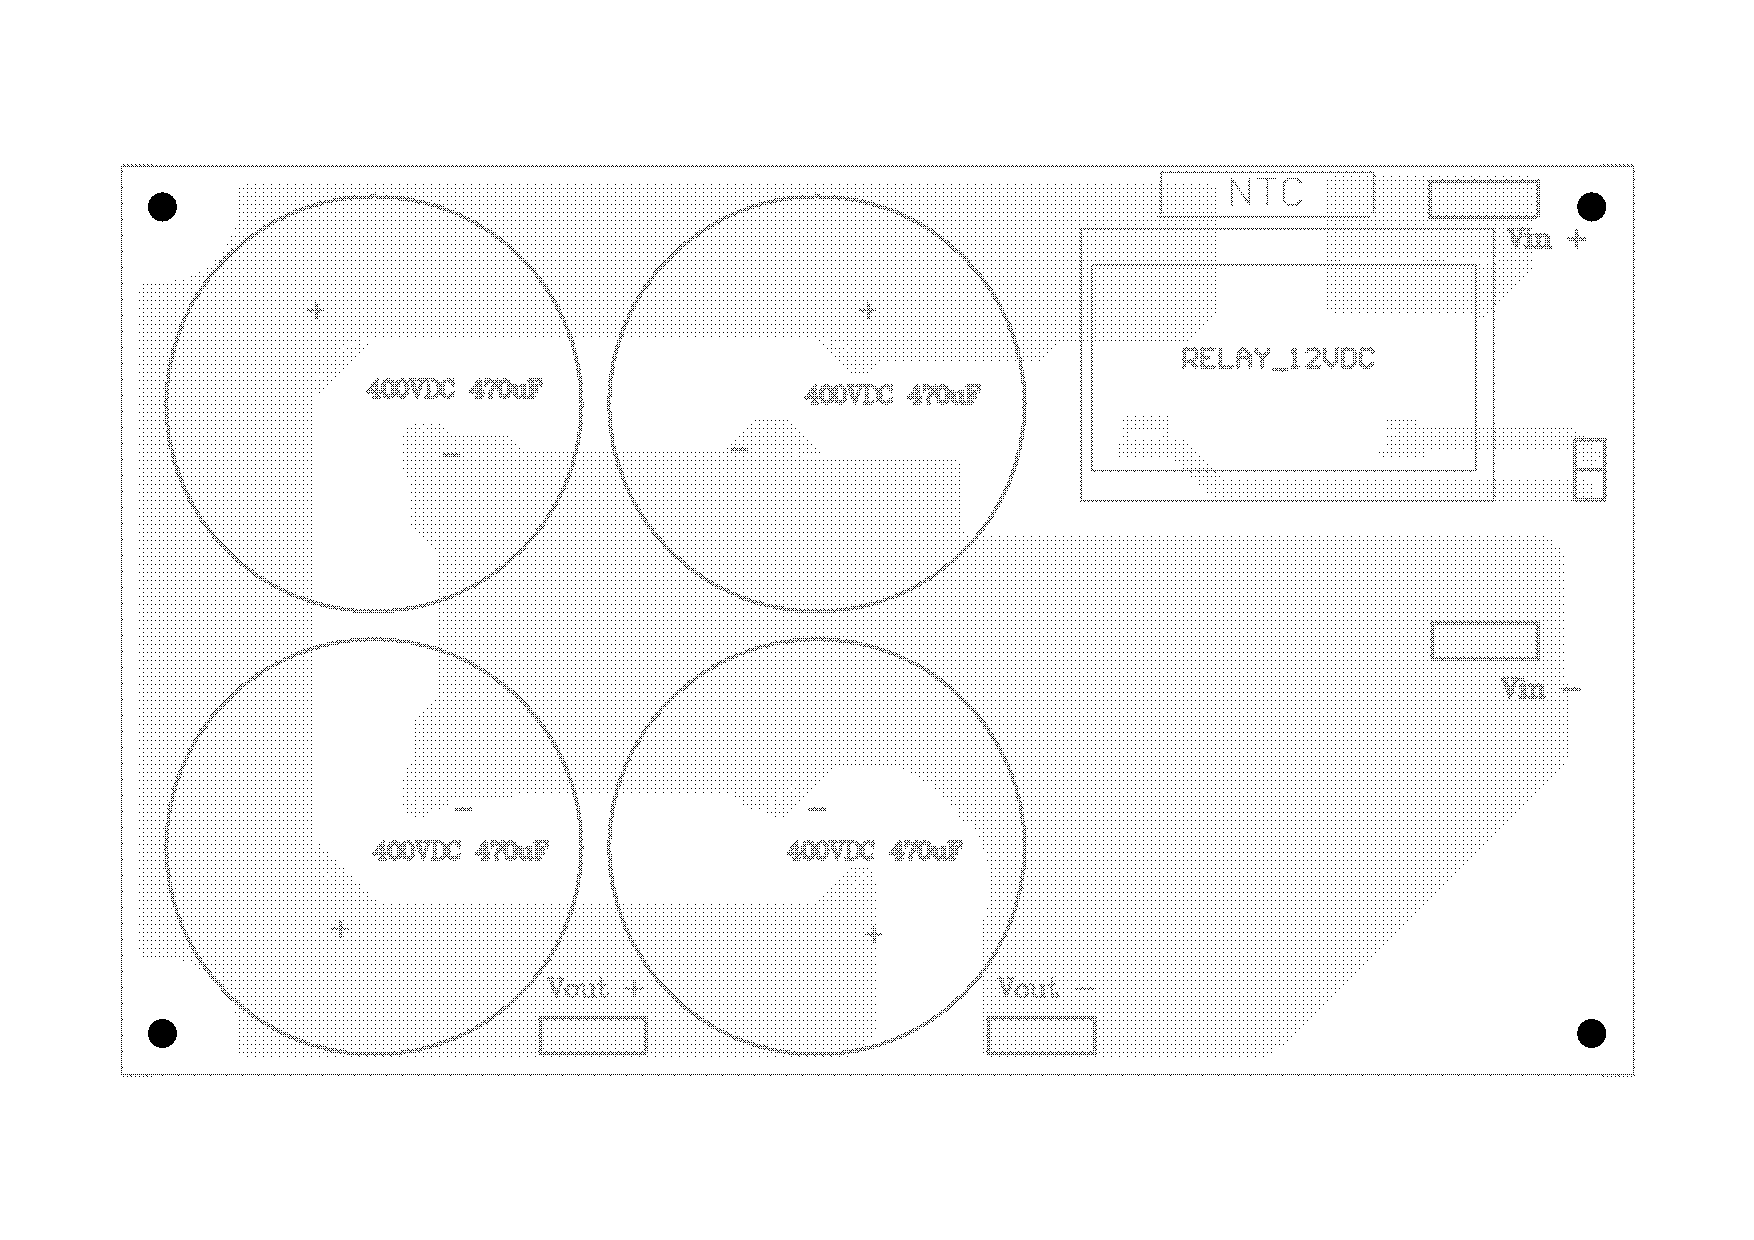 NTC
Vin +
+ +
RELAY_12VDC
400VDC 470uF 400VDC 470uF
- -
Vin -
- -
400VDC 470uF 400VDC 470uF
+ +
Vout + Vout -